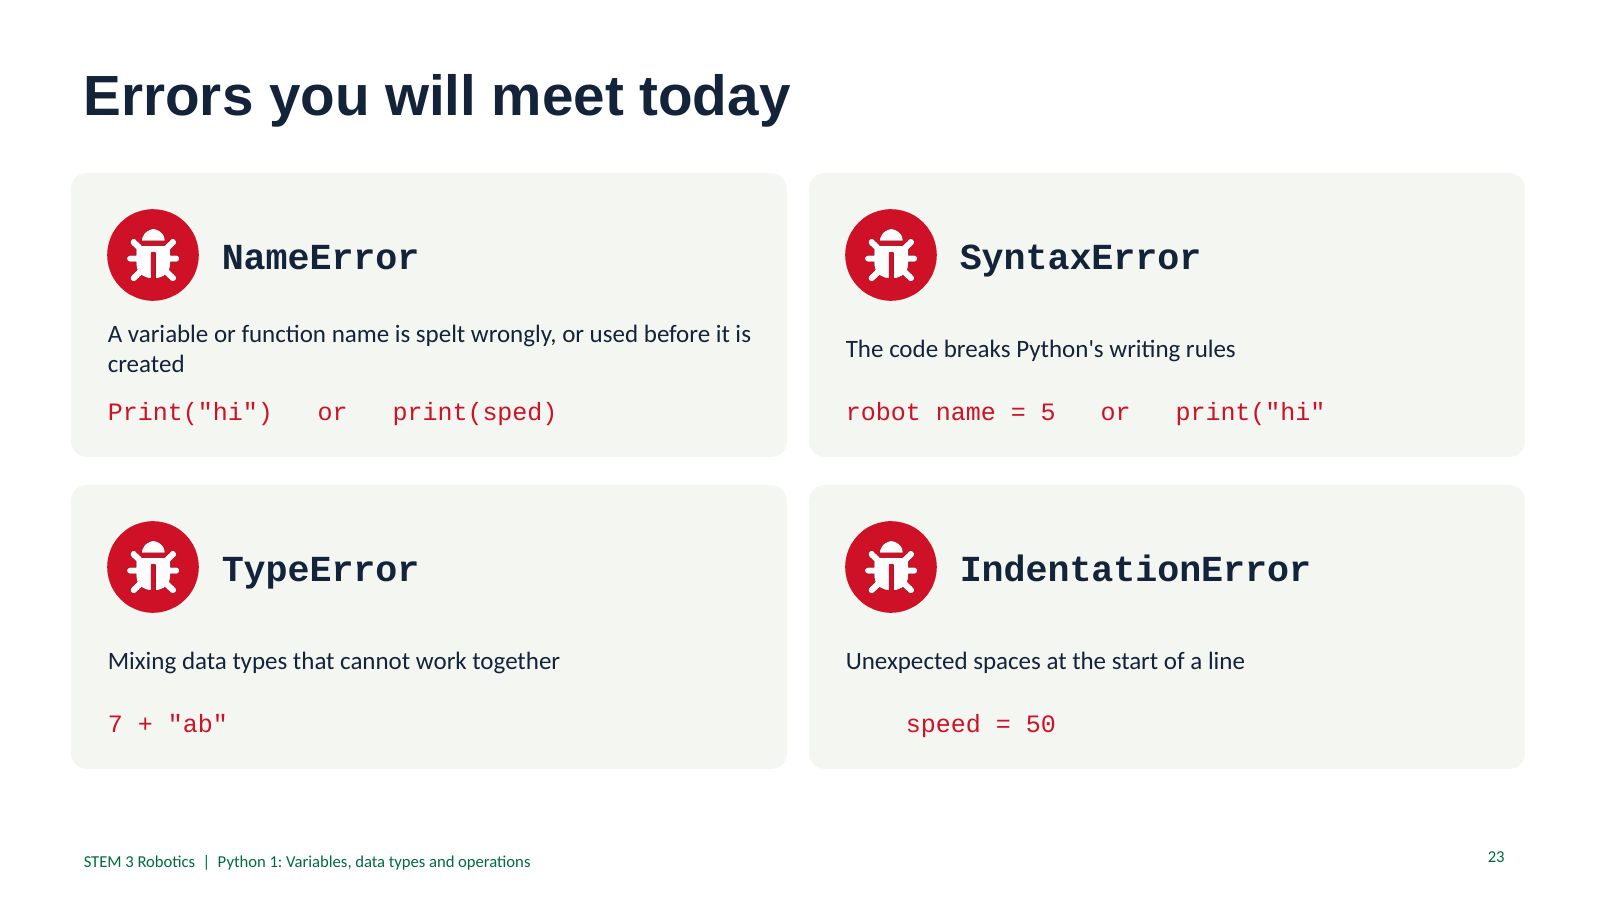 Errors you will meet today
NameError
A variable or function name is spelt wrongly, or used before it is
created
Print("hi")   or   print(sped)
SyntaxError
The code breaks Python's writing rules
robot name = 5   or   print("hi"
TypeError
Mixing data types that cannot work together
7 + "ab"
IndentationError
Unexpected spaces at the start of a line
    speed = 50
STEM 3 Robotics | Python 1: Variables, data types and operations
23